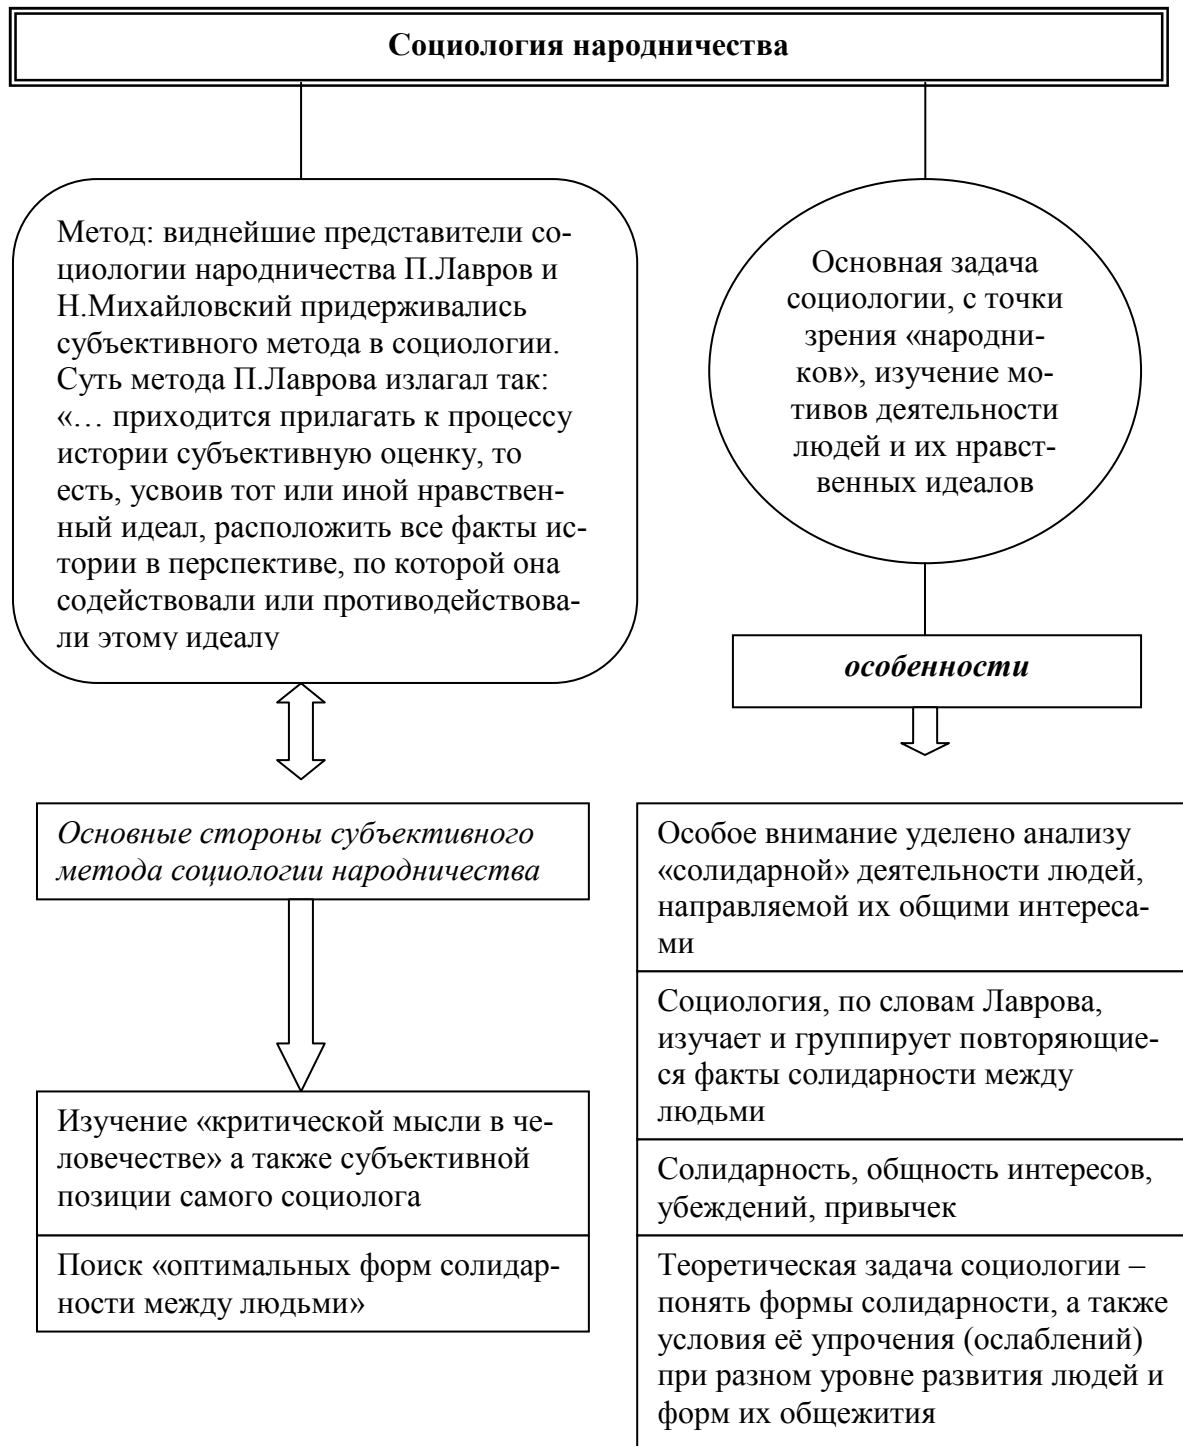 Социология народничества
Метод: виднейшие представители со-
циологии народничества П.Лавров и
Н.Михайловский придерживались
субъективного метода в социологии.
Суть метода П.Лаврова излагал так:
«… приходится прилагать к процессу
истории субъективную оценку, то
есть, усвоив тот или иной нравствен-
ный идеал, расположить все факты ис-
тории в перспективе, по которой она
содействовали или противодействова-
ли этому идеалу
Основная задача
социологии, с точки
зрения «народни-
ков», изучение мо-
тивов деятельности
людей и их нравст-
венных идеалов
особенности
Основные стороны субъективного
метода социологии народничества
Изучение «критической мысли в че-
ловечестве» а также субъективной
позиции самого социолога
Поиск «оптимальных форм солидар-
ности между людьми»
Особое внимание уделено анализу
«солидарной» деятельности людей,
направляемой их общими интереса-
ми
Социология, по словам Лаврова,
изучает и группирует повторяющие-
ся факты солидарности между
людьми
Солидарность, общность интересов,
убеждений, привычек
Теоретическая задача социологии –
понять формы солидарности, а также
условия её упрочения (ослаблений)
при разном уровне развития людей и
форм их общежития